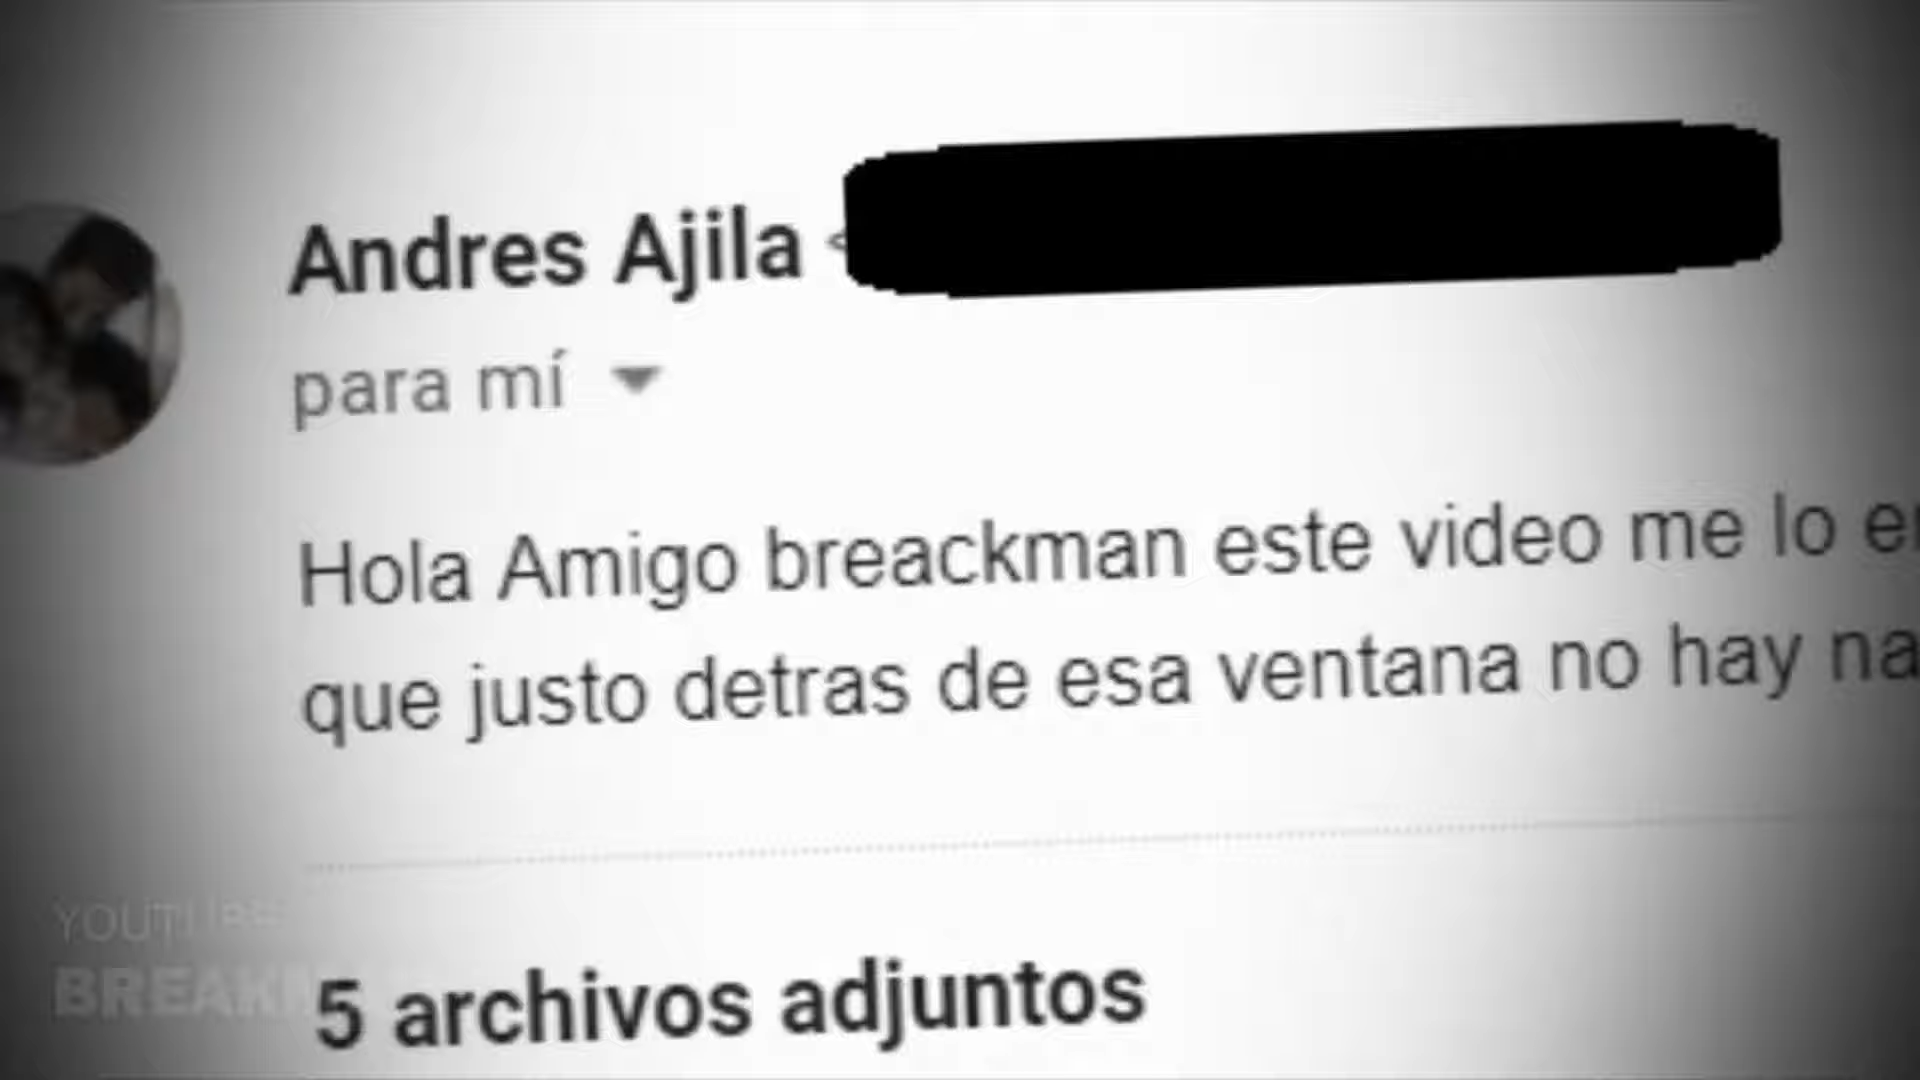 Andres Ajila <
para mí
Hola Amigo breackman este video me lo
que justo detras de esa ventana no hay
5 archivos adjuntos
YOUTUBE